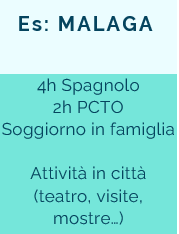 Es: MALAGA
4h Spagnolo
2h PCTO
Soggiorno in famiglia
Attività in città
(teatro, visite,
mostre...)